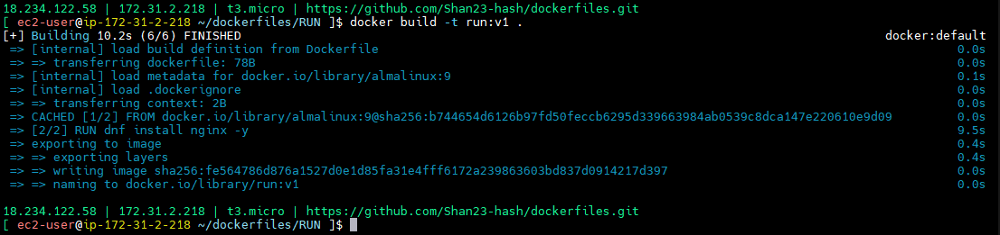 18.234.122.58 | 172.31.2.218 | t3.micro | https://github.com/Shan23-hash/dockerfiles.git
[ ec2-user@ip-172-31-2-218 ~/dockerfiles/RUN ]$ docker build -t run:v1 .
[+] Building 10.2s (6/6) FINISHED docker:default
=> [internal] load build definition from Dockerfile 0.0s
=> => transferring dockerfile: 78B 0.0s
=> [internal] load metadata for docker.io/library/almalinux:9 0.1s
=> [internal] load .dockerignore 0.0s
=> => transferring context: 2B 0.0s
=> CACHED [1/2] FROM docker.io/library/almalinux:9@sha256:b744654d6126b97fd50feccb6295d339663984ab0539c8dca147e220610e9d09 0.0s
=> [2/2] RUN dnf install nginx -y 9.5s
=> exporting to image 0.4s
=> => exporting layers 0.4s
=> => writing image sha256:fe564786d876a1527d0e1d85fa31e4fff6172a239863603bd837d0914217d397 0.0s
=> => naming to docker.io/library/run:v1 0.0s
18.234.122.58 | 172.31.2.218 | t3.micro | https://github.com/Shan23-hash/dockerfiles.git
[ ec2-user@ip-172-31-2-218 ~/dockerfiles/RUN ]$